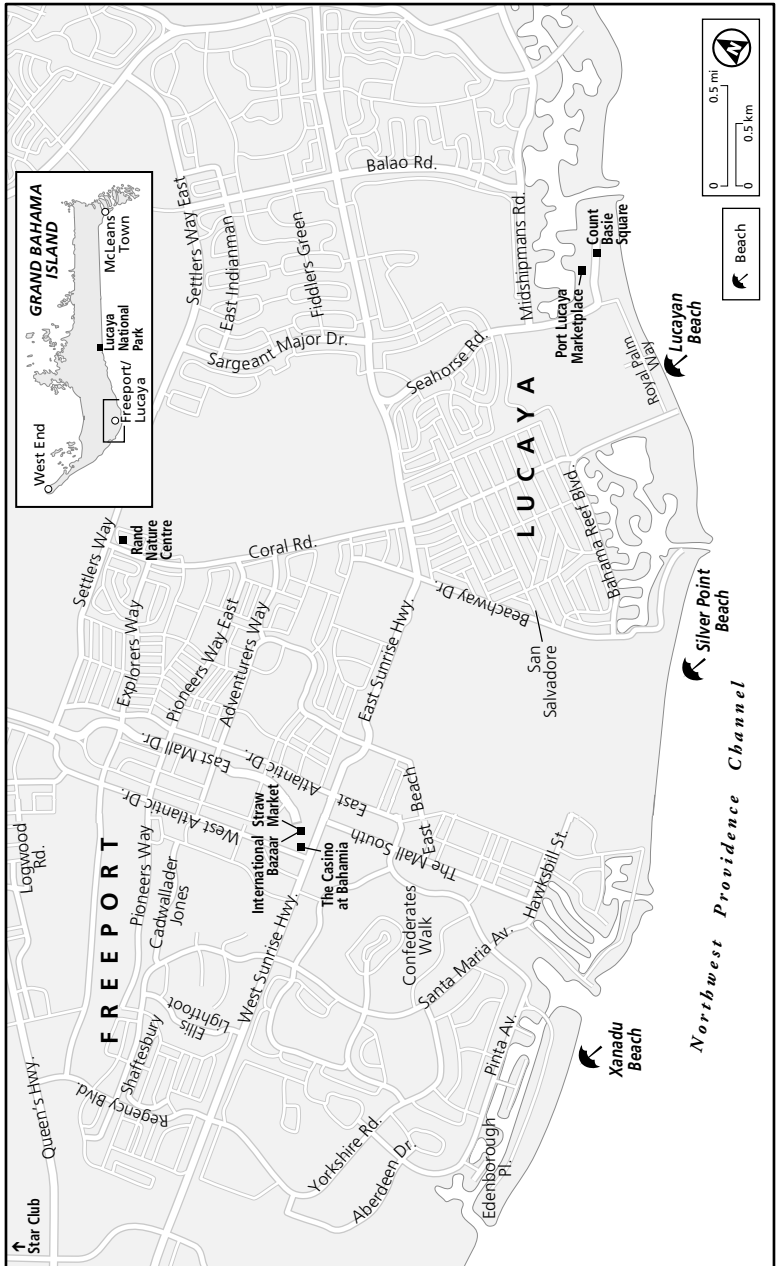 ↑
Star Club
Queen's Hwy.
Logwood
Rd.
FREEPORT
Regency Blvd.
Shaftesbury
Ellis
Lightfoot
Pioneers Way
Cadwallader
Jones
West Atlantic Dr.
East Mall Dr.
East Atlantic Dr.
Settlers Way
Explorers Way
Pioneers Way East
Adventurers Way
Rand
Nature
Centre
Coral Rd.
International
Bazaar
Straw
Market
The Casino
at Bahamia
West Sunrise Hwy.
East Sunrise Hwy.
Yorkshire Rd.
Aberdeen Dr.
Edenborough
Pl.
Pinta Av.
Santa Maria Av.
Confederates
Walk
The Mall South
East Beach
Hawksbill St.
Xanadu
Beach
Settlers Way East
East Indianman
Fiddlers Green
Sargeant Major Dr.
Balao Rd.
Midshipmans Rd.
Seahorse Rd.
LUCAYA
Beachway Dr.
San
Salvadore
Bahama Reef Blvd.
Royal Palm
Way
Port Lucaya
Marketplace
Count
Basie
Square
Lucayan
Beach
Silver Point
Beach
Northwest Providence Channel
GRAND BAHAMA
ISLAND
West End
Freeport/
Lucaya
Lucaya
National
Park
McLeans
Town
Beach
0 0.5 mi
0 0.5 km
N